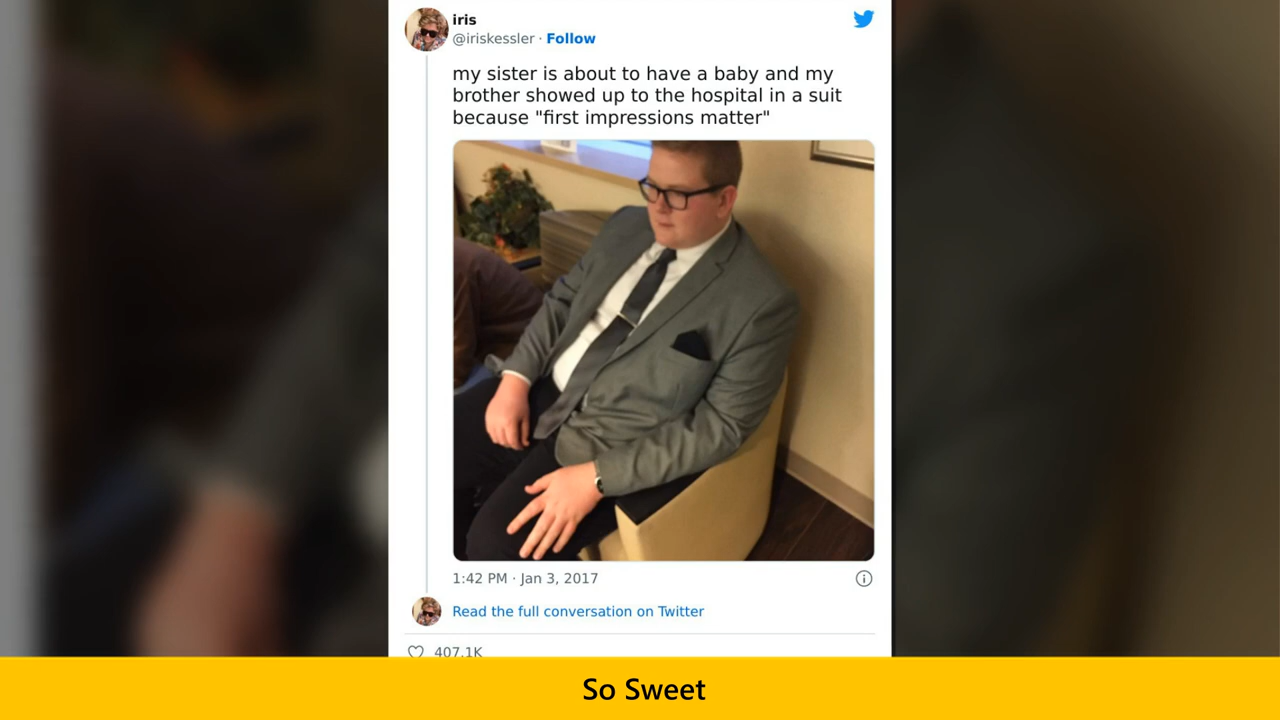 iris
@iriskessler · Follow
my sister is about to have a baby and my
brother showed up to the hospital in a suit
because "first impressions matter"
1:42 PM · Jan 3, 2017
Read the full conversation on Twitter
407.1K
So Sweet